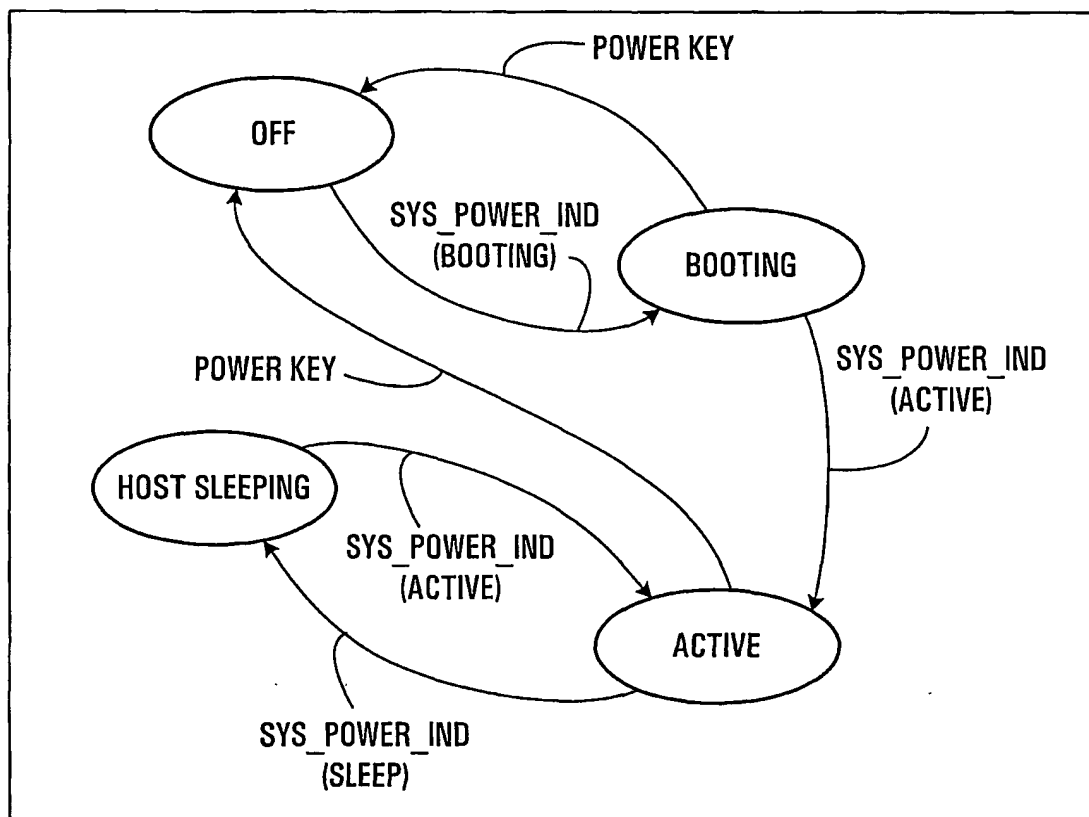 POWER KEY
OFF
SYS_POWER_IND
(BOOTING)
BOOTING
POWER KEY
SYS_POWER_IND
(ACTIVE)
HOST SLEEPING
SYS_POWER_IND
(ACTIVE)
ACTIVE
SYS_POWER_IND
(SLEEP)